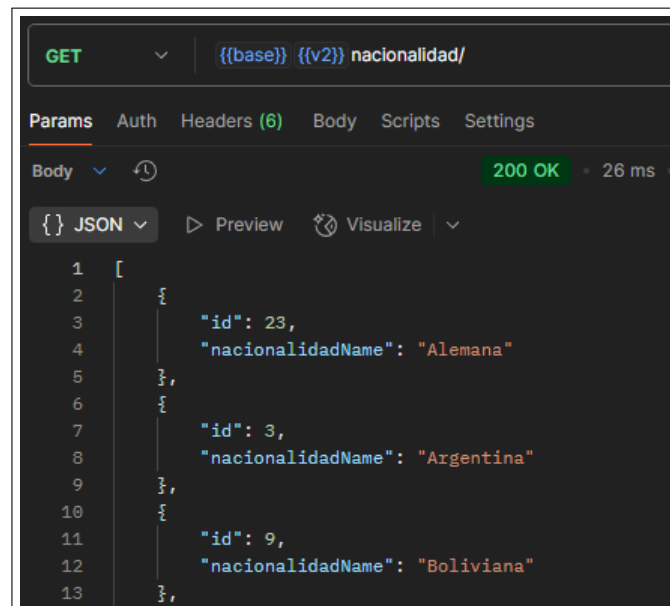 GET {{base}} {{v2}} nacionalidad/
Params Auth Headers (6) Body Scripts Settings
Body 200 OK • 26 ms
{} JSON Preview Visualize
1 [
2 {
3 "id": 23,
4 "nacionalidadName": "Alemana"
5 },
6 {
7 "id": 3,
8 "nacionalidadName": "Argentina"
9 },
10 {
11 "id": 9,
12 "nacionalidadName": "Boliviana"
13 },